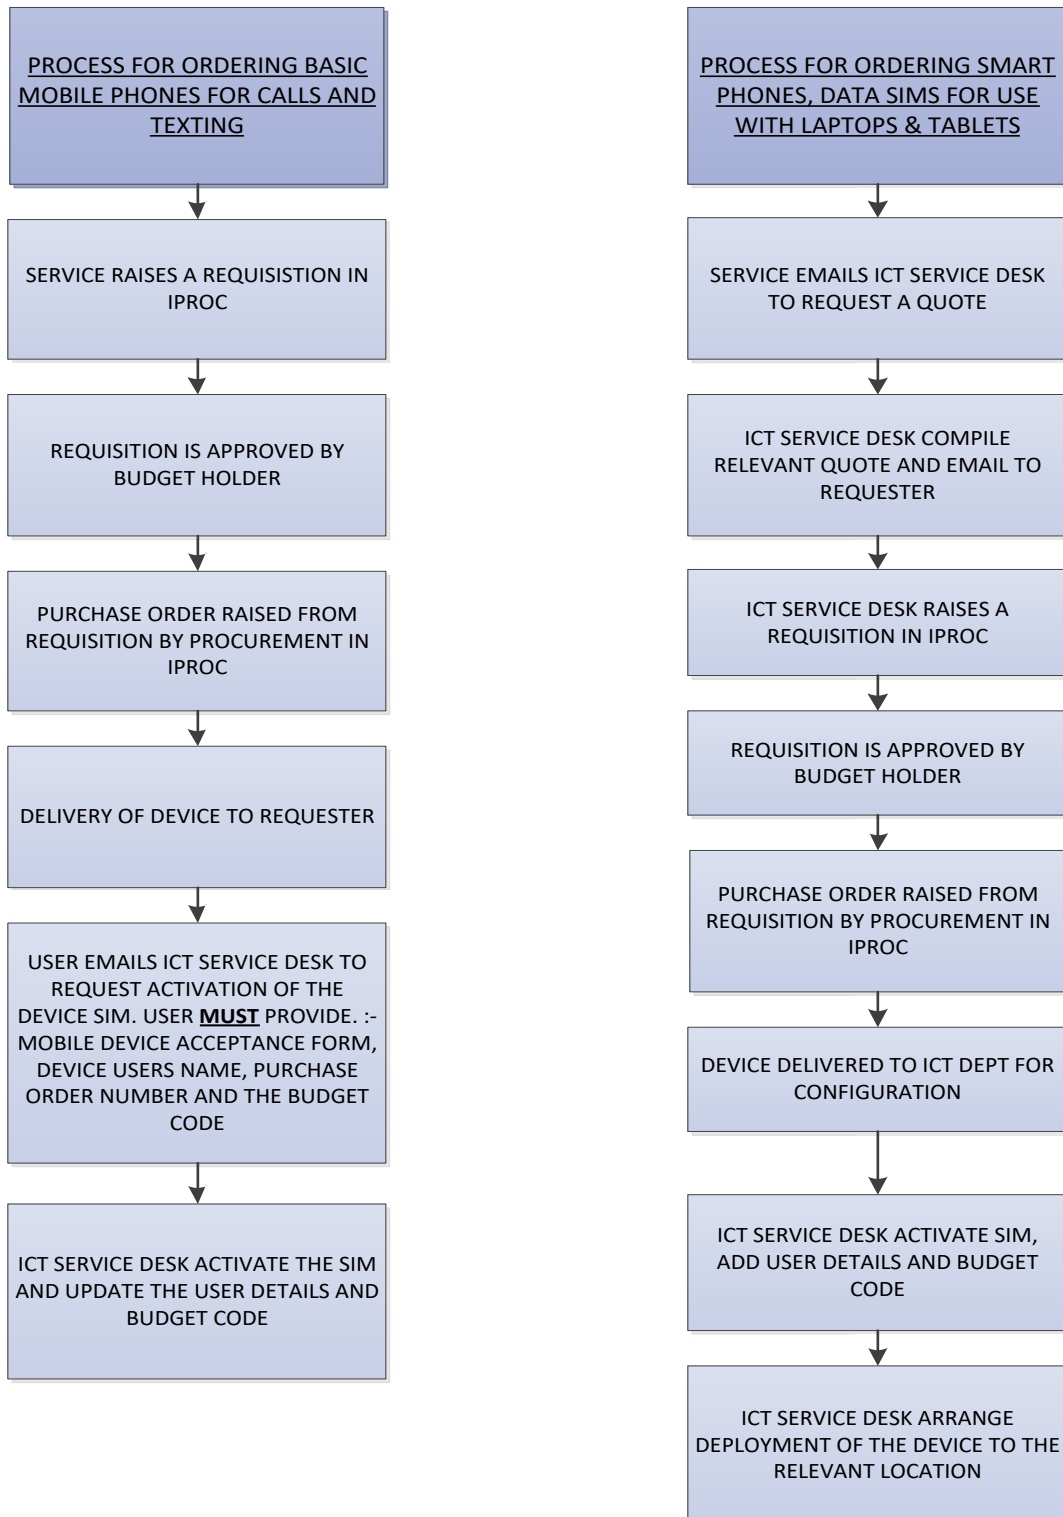 PROCESS FOR ORDERING BASIC
MOBILE PHONES FOR CALLS AND
TEXTING
SERVICE RAISES A REQUISISTION IN
IPROC
REQUISITION IS APPROVED BY
BUDGET HOLDER
PURCHASE ORDER RAISED FROM
REQUISITION BY PROCUREMENT IN
IPROC
DELIVERY OF DEVICE TO REQUESTER
USER EMAILS ICT SERVICE DESK TO
REQUEST ACTIVATION OF THE
DEVICE SIM. USER MUST PROVIDE. :-
MOBILE DEVICE ACCEPTANCE FORM,
DEVICE USERS NAME, PURCHASE
ORDER NUMBER AND THE BUDGET
CODE
ICT SERVICE DESK ACTIVATE THE SIM
AND UPDATE THE USER DETAILS AND
BUDGET CODE
PROCESS FOR ORDERING SMART
PHONES, DATA SIMS FOR USE
WITH LAPTOPS & TABLETS
SERVICE EMAILS ICT SERVICE DESK
TO REQUEST A QUOTE
ICT SERVICE DESK COMPILE
RELEVANT QUOTE AND EMAIL TO
REQUESTER
ICT SERVICE DESK RAISES A
REQUISITION IN IPROC
REQUISITION IS APPROVED BY
BUDGET HOLDER
PURCHASE ORDER RAISED FROM
REQUISITION BY PROCUREMENT IN
IPROC
DEVICE DELIVERED TO ICT DEPT FOR
CONFIGURATION
ICT SERVICE DESK ACTIVATE SIM,
ADD USER DETAILS AND BUDGET
CODE
ICT SERVICE DESK ARRANGE
DEPLOYMENT OF THE DEVICE TO THE
RELEVANT LOCATION